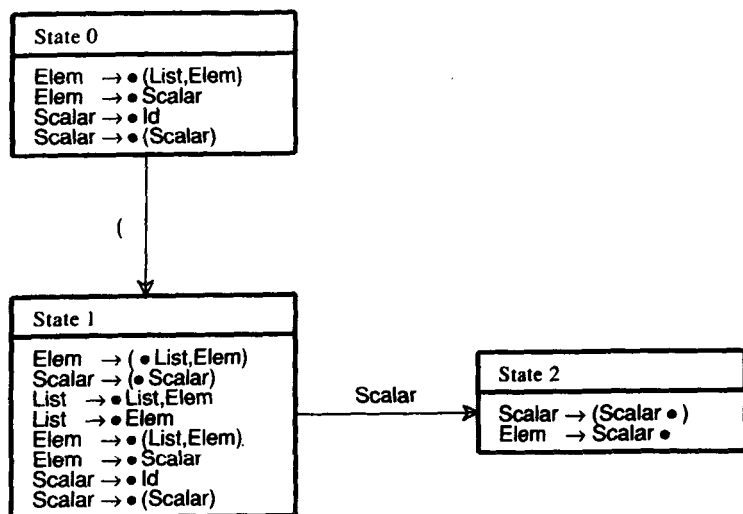 State 0
Elem → • (List,Elem)
Elem → • Scalar
Scalar → • Id
Scalar → • (Scalar)
(
State 1
Elem → ( • List,Elem)
Scalar → (• Scalar)
List → • List,Elem
List → • Elem
Elem → • (List,Elem)
Elem → • Scalar
Scalar → • Id
Scalar → • (Scalar)
Scalar
State 2
Scalar → (Scalar • )
Elem → Scalar •